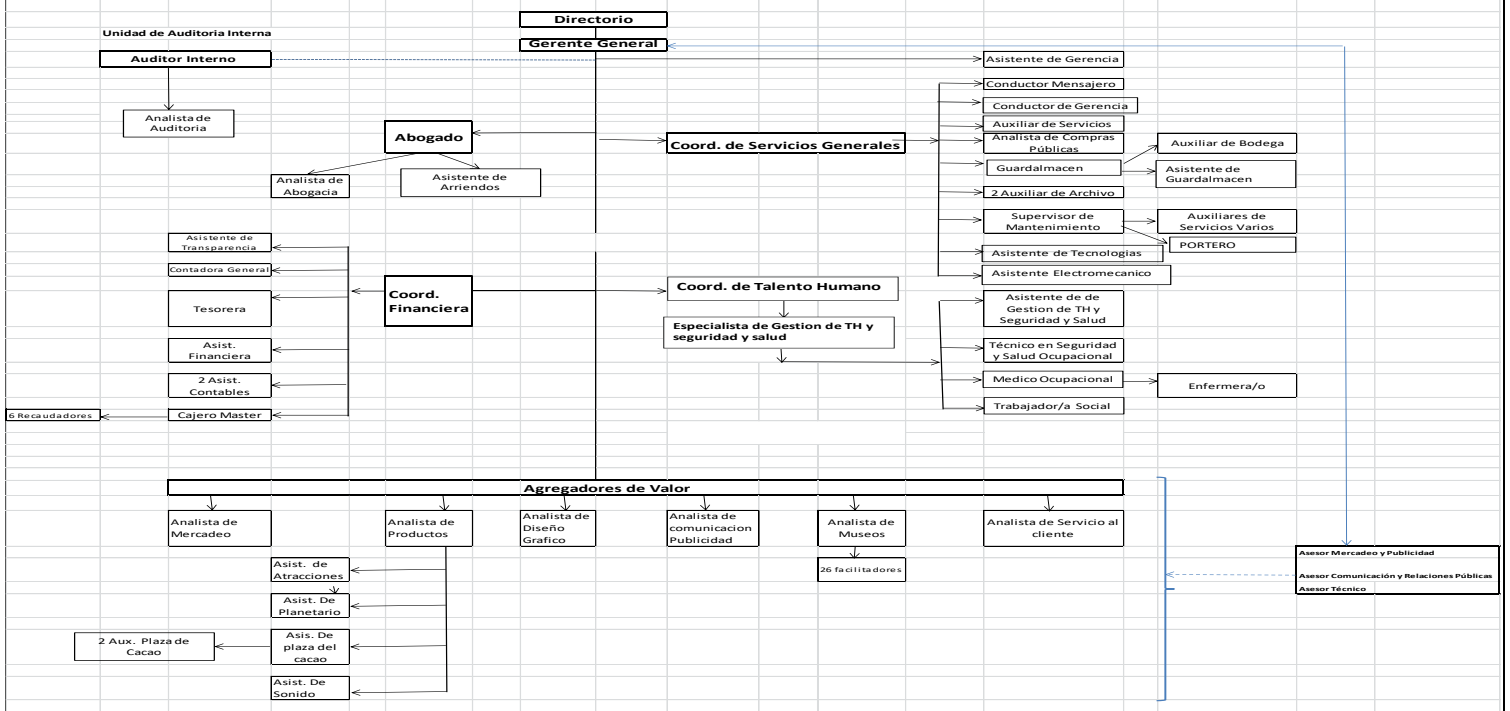 Directorio
Unidad de Auditoria Interna
Gerente General
Auditor Interno
Asistente de Gerencia
Conductor Mensajero
Conductor de Gerencia
Analista de
Auditoria
Auxiliar de Servicios
Abogado
Coord. de Servicios Generales
Analista de Compras
Públicas
Auxiliar de Bodega
Guardalmacen
Asistente de
Guardalmacen
Analista de
Abogacia
Asistente de
Arriendos
2 Auxiliar de Archivo
Supervisor de
Mantenimiento
Auxiliares de
Servicios Varios
PORTERO
Asistente de
Transparencia
Asistente de Tecnologias
Contadora General
Asistente Electromecanico
Coord.
Financiera
Coord. de Talento Humano
Tesorera
Asistente de de
Gestion de TH y
Seguridad y Salud
Especialista de Gestion de TH y
seguridad y salud
Asist.
Financiera
Técnico en Seguridad
y Salud Ocupacional
2 Asist.
Contables
Medico Ocupacional
Enfermera/o
6 Recaudadores
Cajero Master
Trabajador/a Social
Agregadores de Valor
Analista de
Mercadeo
Analista de
Productos
Analista de
Diseño
Grafico
Analista de
comunicacion
Publicidad
Analista de
Museos
Analista de Servicio al
cliente
Asesor Mercadeo y Publicidad
Asesor Comunicación y Relaciones Públicas
Asesor Técnico
Asist. de
Atracciones
26 facilitadores
Asist. De
Planetario
2 Aux. Plaza de
Cacao
Asis. De
plaza del
cacao
Asist. De
Sonido